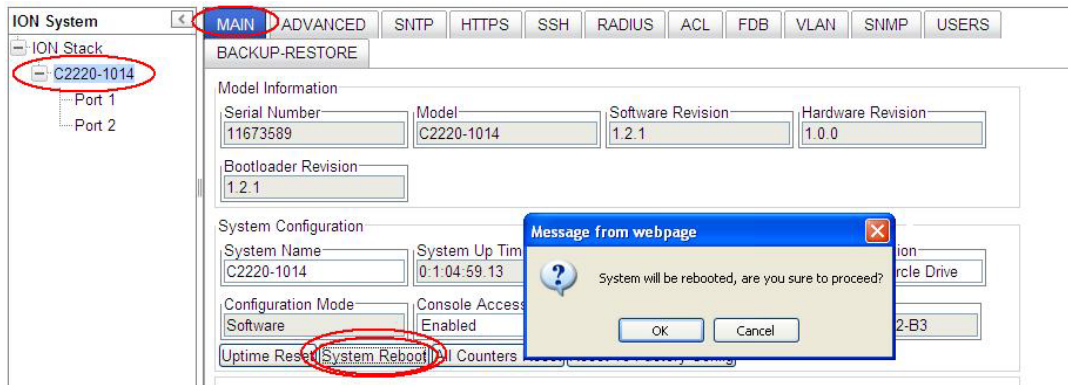 ION System
ION Stack
C2220-1014
Port 1
Port 2
MAIN ADVANCED SNTP HTTPS SSH RADIUS ACL FDB VLAN SNMP USERS
BACKUP-RESTORE
Model Information
Serial Number Model Software Revision Hardware Revision
11673589 C2220-1014 1.2.1 1.0.0
Bootloader Revision
1.2.1
System Configuration
System Name System Up Tim
C2220-1014 0:1:04:59.13 rcle Drive
Configuration Mode Console Access
Software Enabled 2-B3
Uptime Reset System Reboot All Counters
Message from webpage
System will be rebooted, are you sure to proceed?
OK Cancel